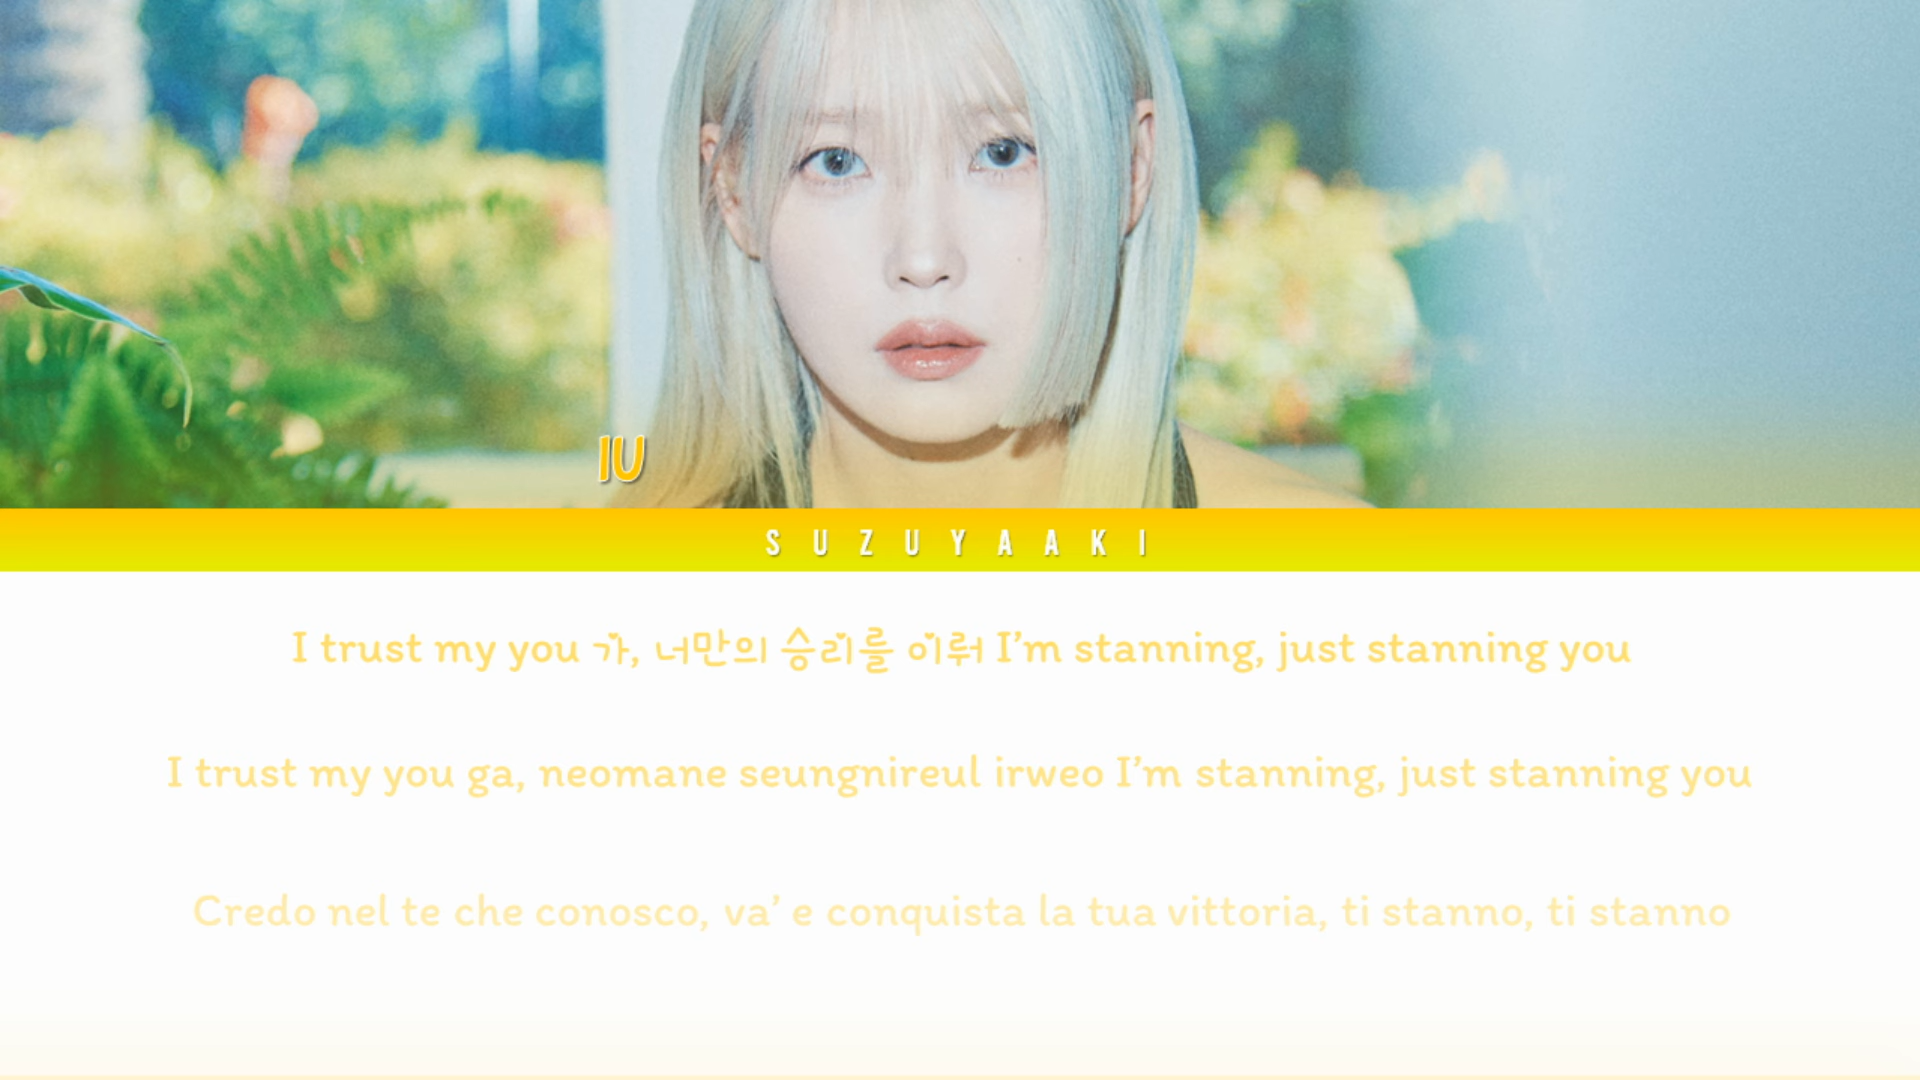 IU
SUZUYAAKI
I trust my you 가, 너만의 승리를 이뤄 I’m stanning, just stanning you
I trust my you ga, neomane seungnireul irweo I’m stanning, just stanning you
Credo nel te che conosco, va’ e conquista la tua vittoria, ti stanno, ti stanno